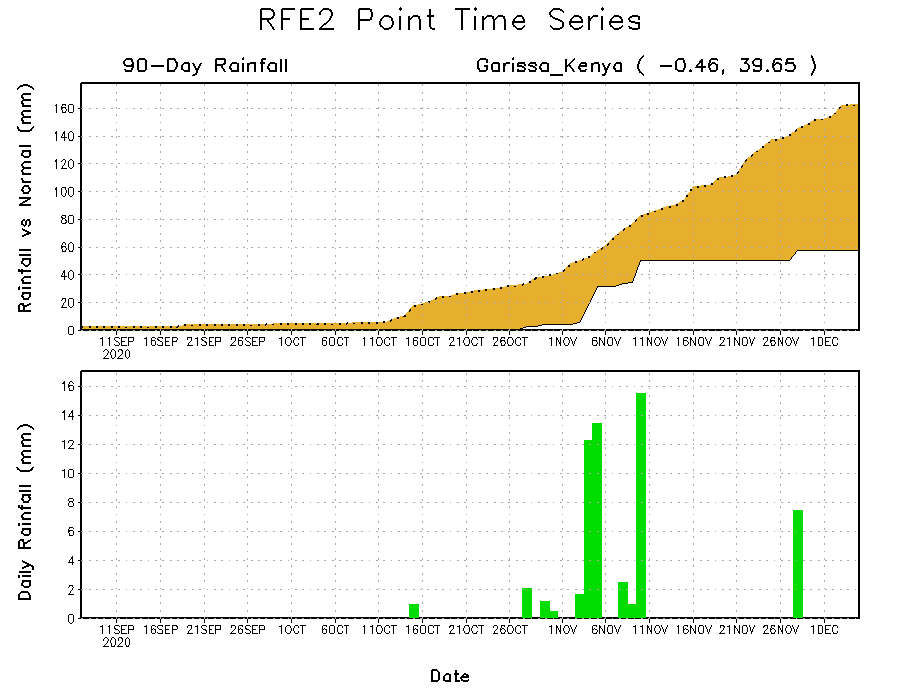 RFE2 Point Time Series
90-Day Rainfall
Garissa_Kenya ( -0.46, 39.65 )
Rainfall vs Normal (mm)
160
140
120
100
80
60
40
20
0
11SEP 16SEP 21SEP 26SEP 1OCT 6OCT 11OCT 16OCT 21OCT 26OCT 1NOV 6NOV 11NOV 16NOV 21NOV 26NOV 1DEC
2020
Daily Rainfall (mm)
16
14
12
10
8
6
4
2
0
11SEP 16SEP 21SEP 26SEP 1OCT 6OCT 11OCT 16OCT 21OCT 26OCT 1NOV 6NOV 11NOV 16NOV 21NOV 26NOV 1DEC
2020
Date